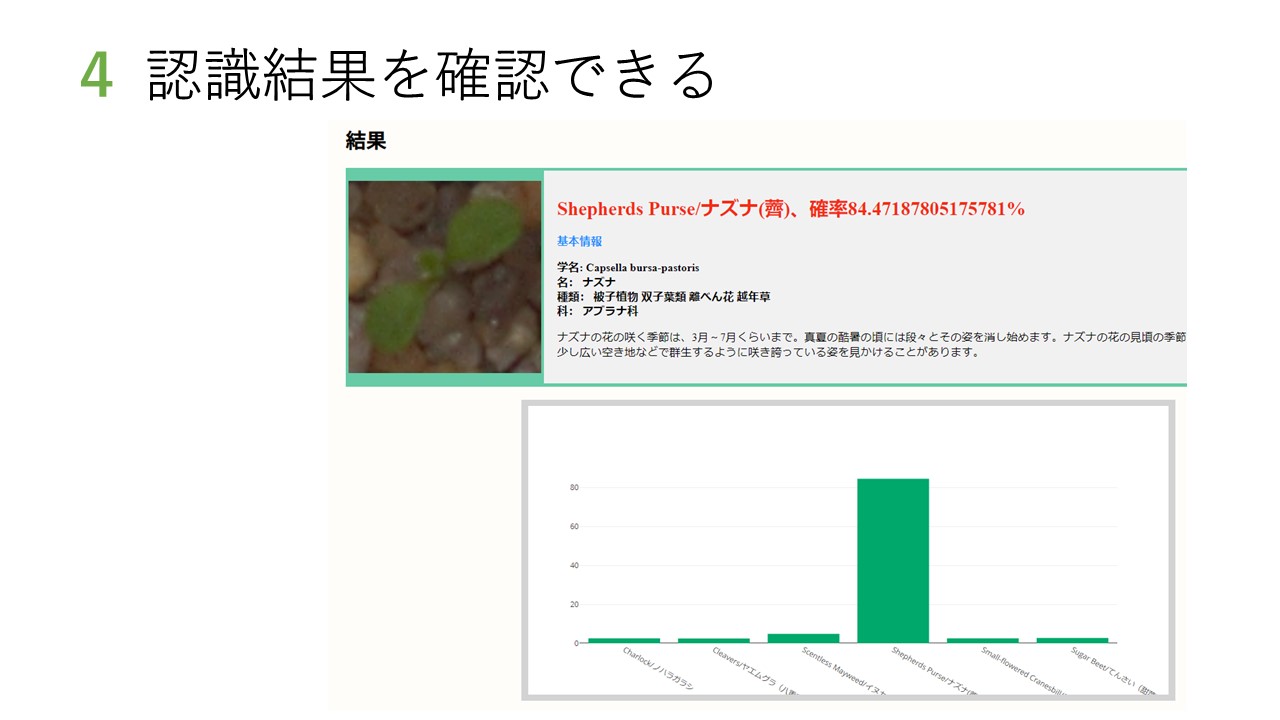 4 認識結果を確認できる
結果
Shepherds Purse/ナズナ(薺)、確率84.47187805175781%
基本情報
学名: Capsella bursa-pastoris
名: ナズナ
種類: 被子植物 双子葉類 離べん花 越年草
科: アブラナ科
ナズナの花の咲く季節は、3月～7月くらいまで。真夏の酷暑の頃には段々とその姿を消し始めます。ナズナの花の見頃の季節
少し広い空き地などで群生するように咲き誇っている姿を見かけることがあります。
80
60
40
20
0
Charlock/ノハラガラシ
Cleavers/ヤエムグラ（八重
Scentless Mayweed/イヌカ
Shepherds Purse/ナズナ(薺
Small-flowered Cranesbill/
Sugar Beet/てんさい（甜菜